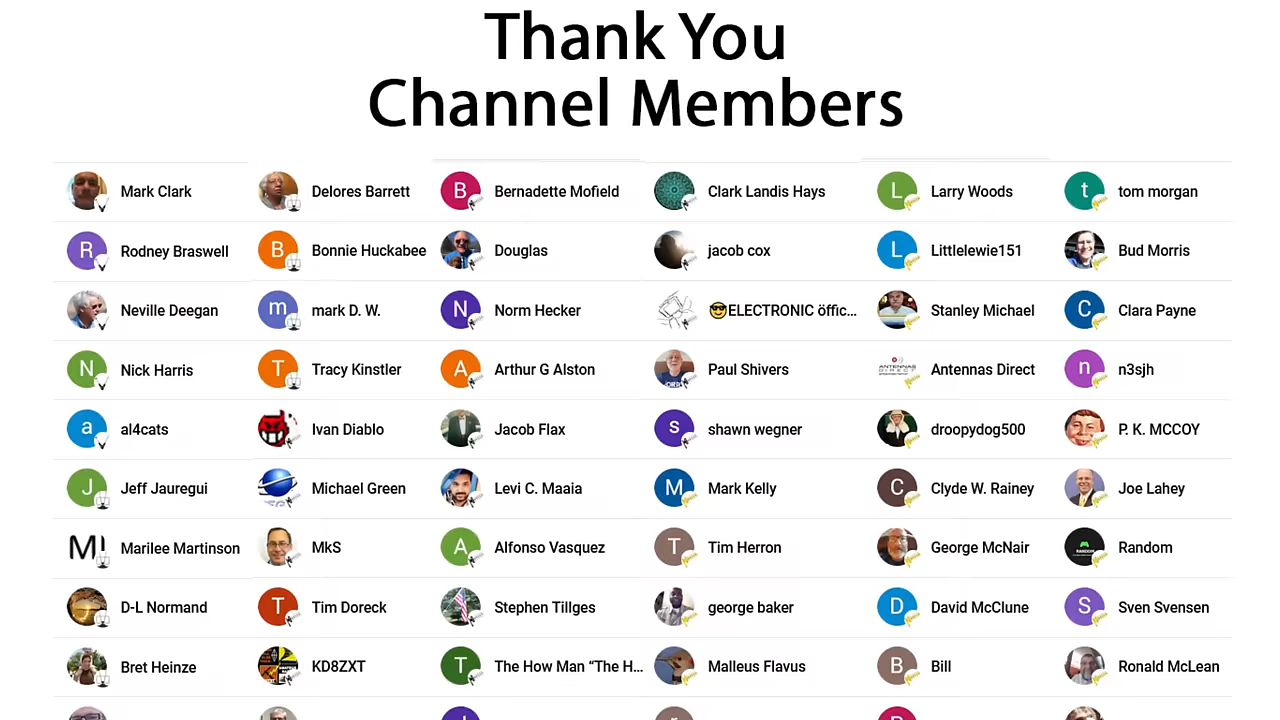 Thank You
Channel Members
Mark Clark
Delores Barrett
B Bernadette Mofield
Clark Landis Hays
L Larry Woods
t tom morgan
R Rodney Braswell
B Bonnie Huckabee
Douglas
jacob cox
L Littlelewie151
Bud Morris
Neville Deegan
m mark D. W.
N Norm Hecker
😎ELECTRONIC öffic...
Stanley Michael
C Clara Payne
N Nick Harris
T Tracy Kinstler
A Arthur G Alston
Paul Shivers
ANTENNAS DIRECT Antennas Direct
n n3sjh
a al4cats
Ivan Diablo
Jacob Flax
s shawn wegner
droopydog500
P. K. MCCOY
J Jeff Jauregui
Michael Green
Levi C. Maaia
M Mark Kelly
C Clyde W. Rainey
Joe Lahey
Marilee Martinson
MkS
A Alfonso Vasquez
T Tim Herron
George McNair
RANDOM Random
D-L Normand
T Tim Doreck
Stephen Tillges
george baker
D David McClune
S Sven Svensen
Bret Heinze
KD8ZXT
T The How Man “The H...
Malleus Flavus
B Bill
Ronald McLean